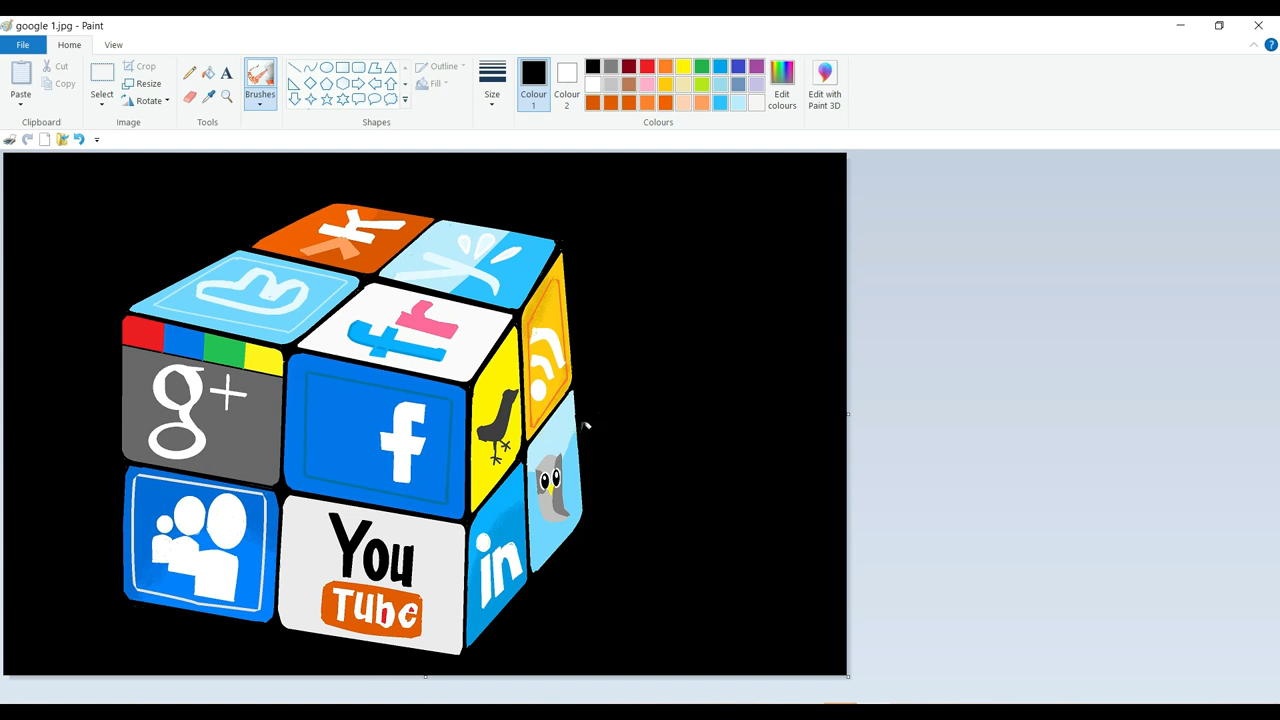 google 1.jpg - Paint
File
Home
View
Paste
Cut
Copy
Clipboard
Select
Crop
Resize
Rotate
Image
Tools
Brushes
Shapes
Outline
Fill
Size
Colour
1
Colour
2
Edit
colours
Colours
Edit with
Paint 3D
fr
g+
f
You
Tube
in